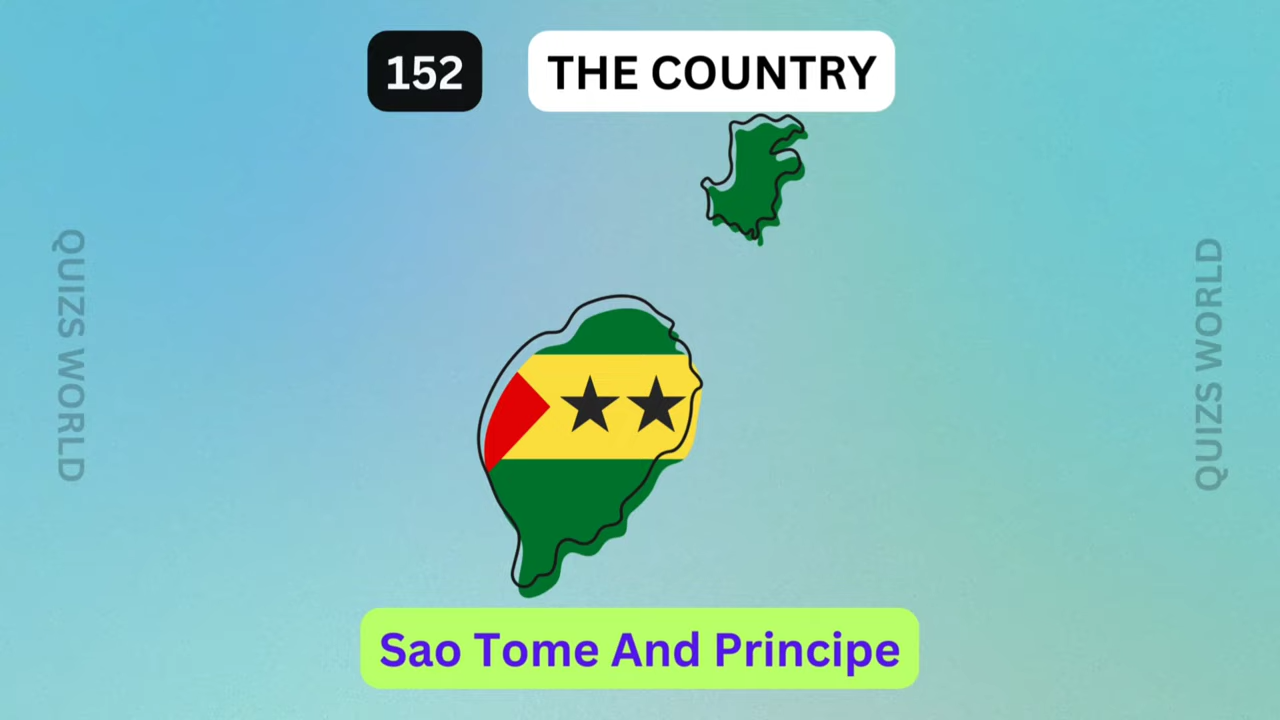 152
THE COUNTRY
QUIZS WORLD
QUIZS WORLD
Sao Tome And Principe